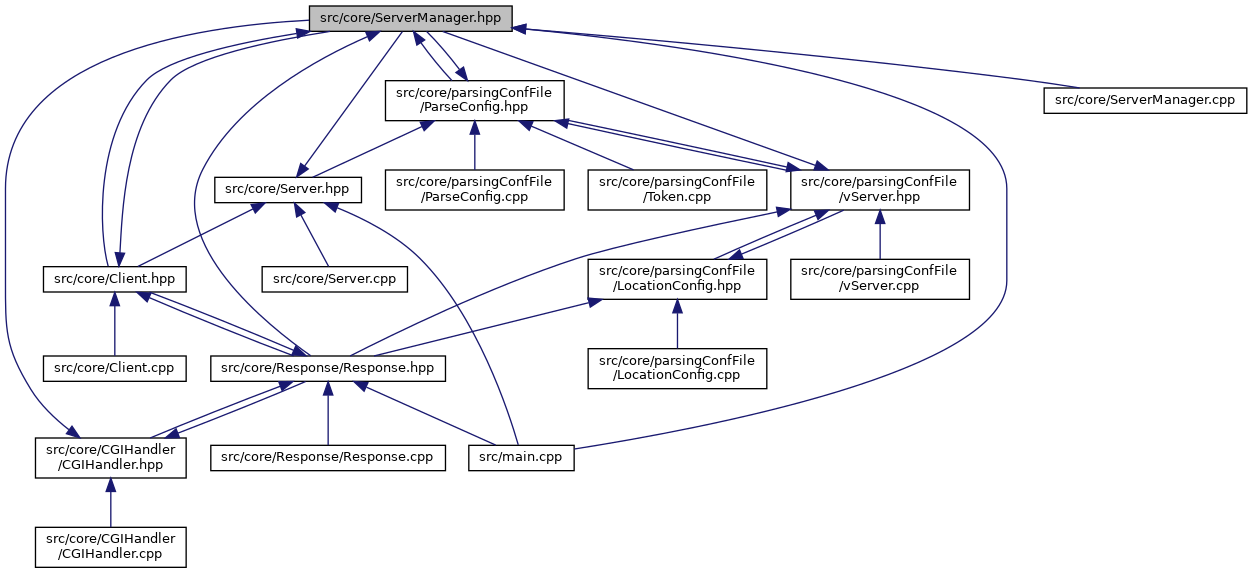 src/core/ServerManager.hpp
src/core/parsingConfFile
/ParseConfig.hpp
src/core/ServerManager.cpp
src/core/Server.hpp
src/core/parsingConfFile
/ParseConfig.cpp
src/core/parsingConfFile
/Token.cpp
src/core/parsingConfFile
/vServer.hpp
src/core/Client.hpp
src/core/Server.cpp
src/core/parsingConfFile
/LocationConfig.hpp
src/core/parsingConfFile
/vServer.cpp
src/core/Client.cpp
src/core/Response/Response.hpp
src/core/parsingConfFile
/LocationConfig.cpp
src/core/CGIHandler
/CGIHandler.hpp
src/core/Response/Response.cpp
src/main.cpp
src/core/CGIHandler
/CGIHandler.cpp